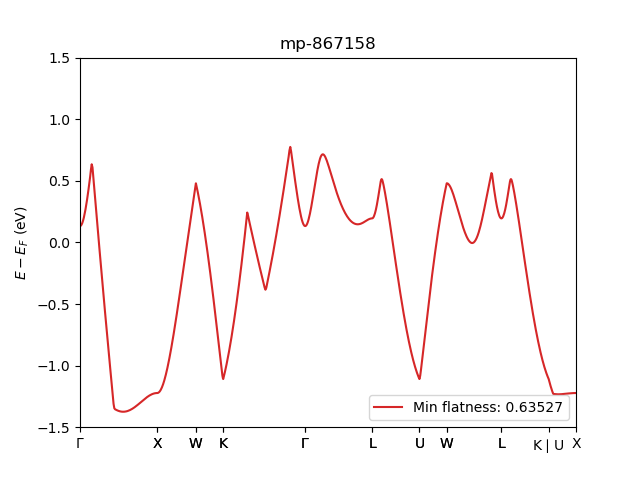 mp-867158
E − E_F (eV)
1.5
1.0
0.5
0.0
−0.5
−1.0
−1.5
Min flatness: 0.63527
Γ X W K Γ L U W L K | U X